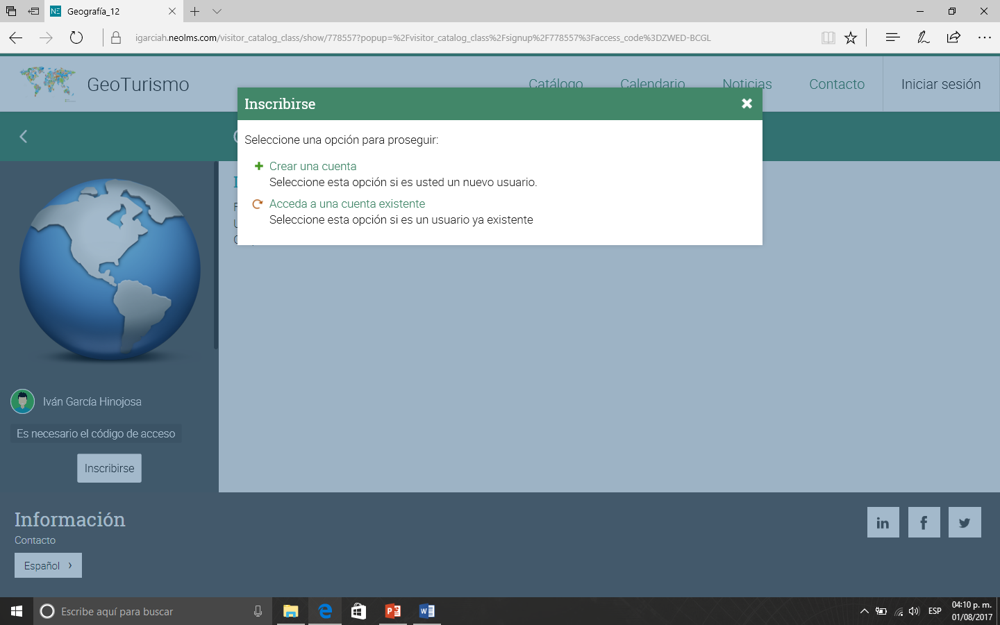 Geografía_12
igarciah.neolms.com/visitor_catalog_class/show/778557?popup=%2Fvisitor_catalog_class%2Fsignup%2F778557%3Faccess_code%3DZWED-BCGL
GeoTurismo
Catálogo Calendario Noticias Contacto Iniciar sesión
Inscribirse
Seleccione una opción para proseguir:
Crear una cuenta
Seleccione esta opción si es usted un nuevo usuario.
Acceda a una cuenta existente
Seleccione esta opción si es un usuario ya existente
Iván García Hinojosa
Es necesario el código de acceso
Inscribirse
Información
Contacto
Español
Escribe aquí para buscar
ESP
04:10 p. m.
01/08/2017